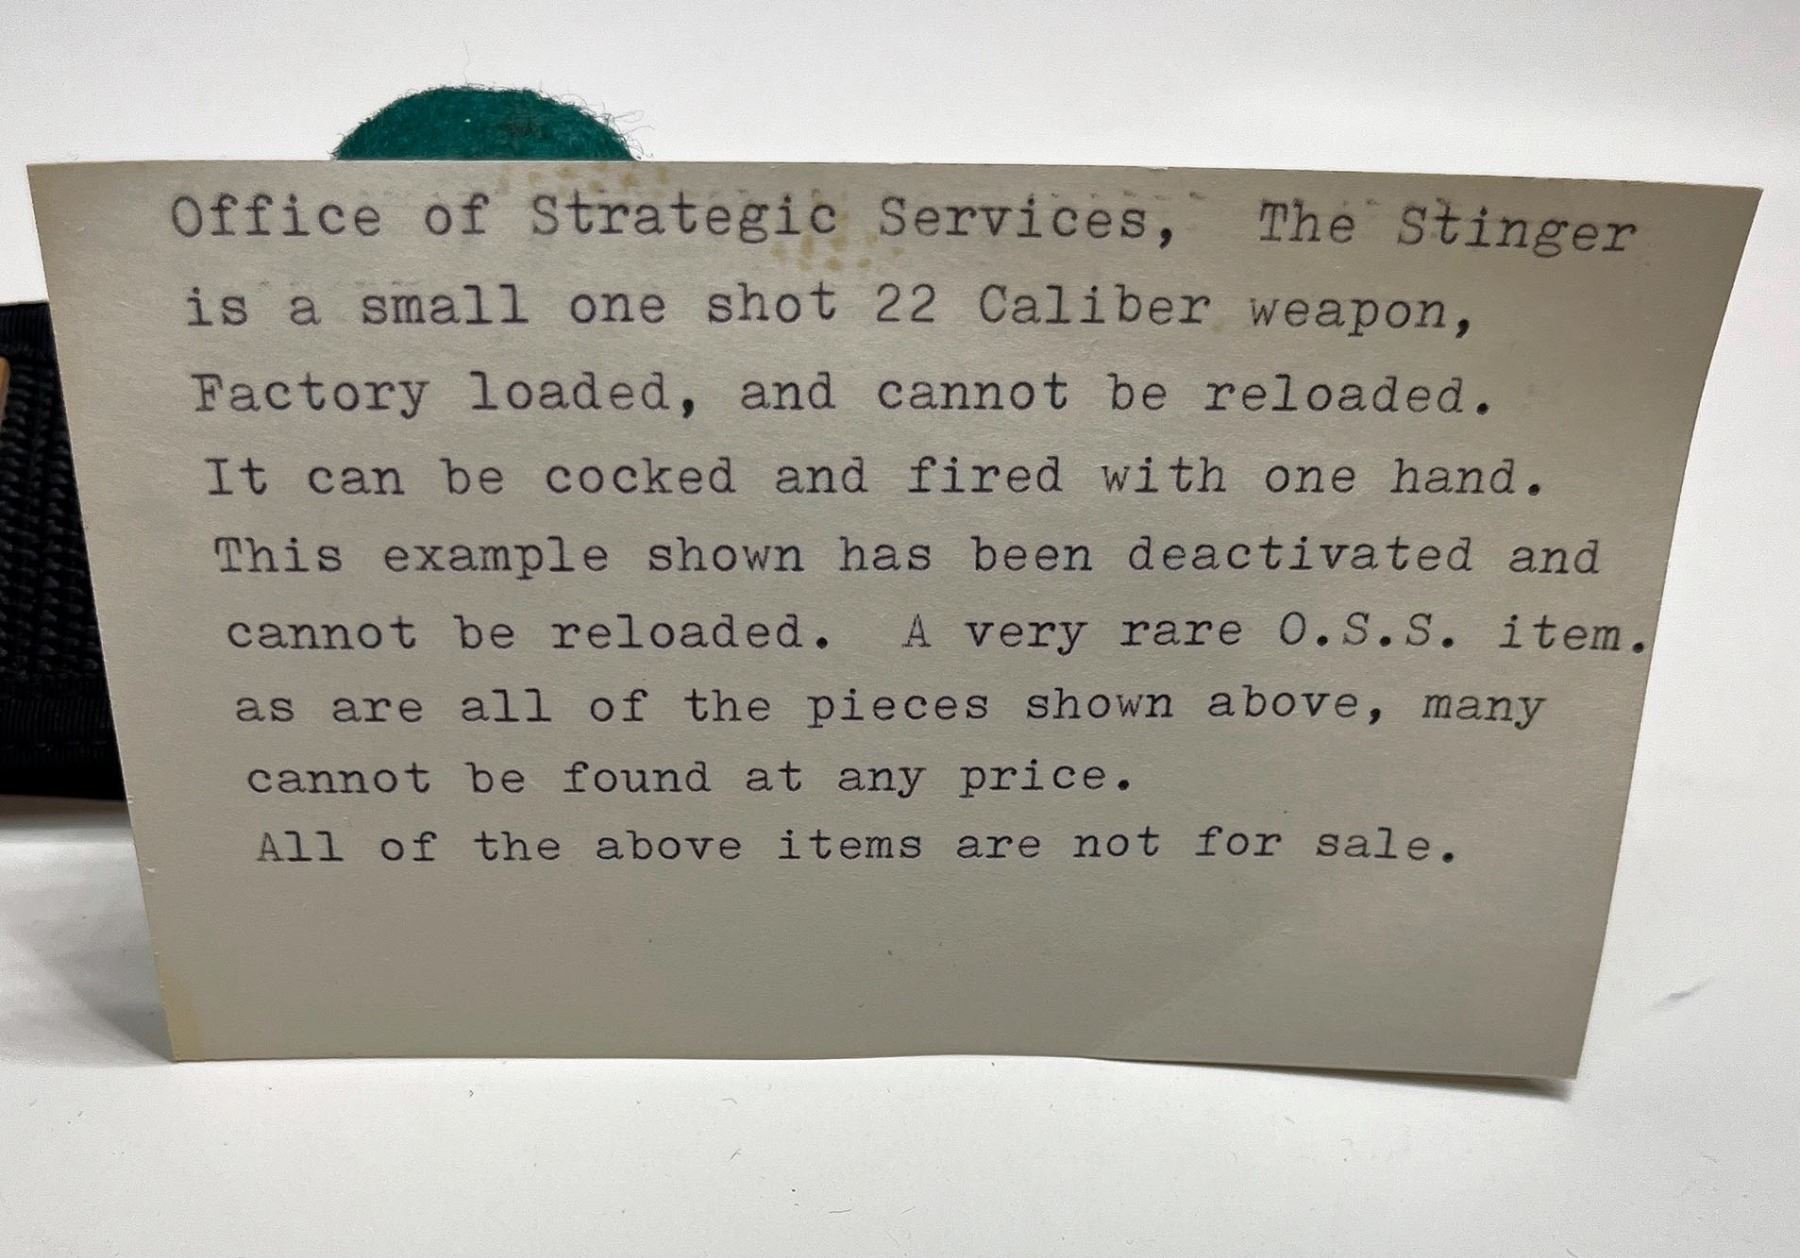 Office of Strategic Services, The Stinger
is a small one shot 22 Caliber weapon,
Factory loaded, and cannot be reloaded.
It can be cocked and fired with one hand.
This example shown has been deactivated and
cannot be reloaded. A very rare O.S.S. item.
as are all of the pieces shown above, many
cannot be found at any price.
All of the above items are not for sale.